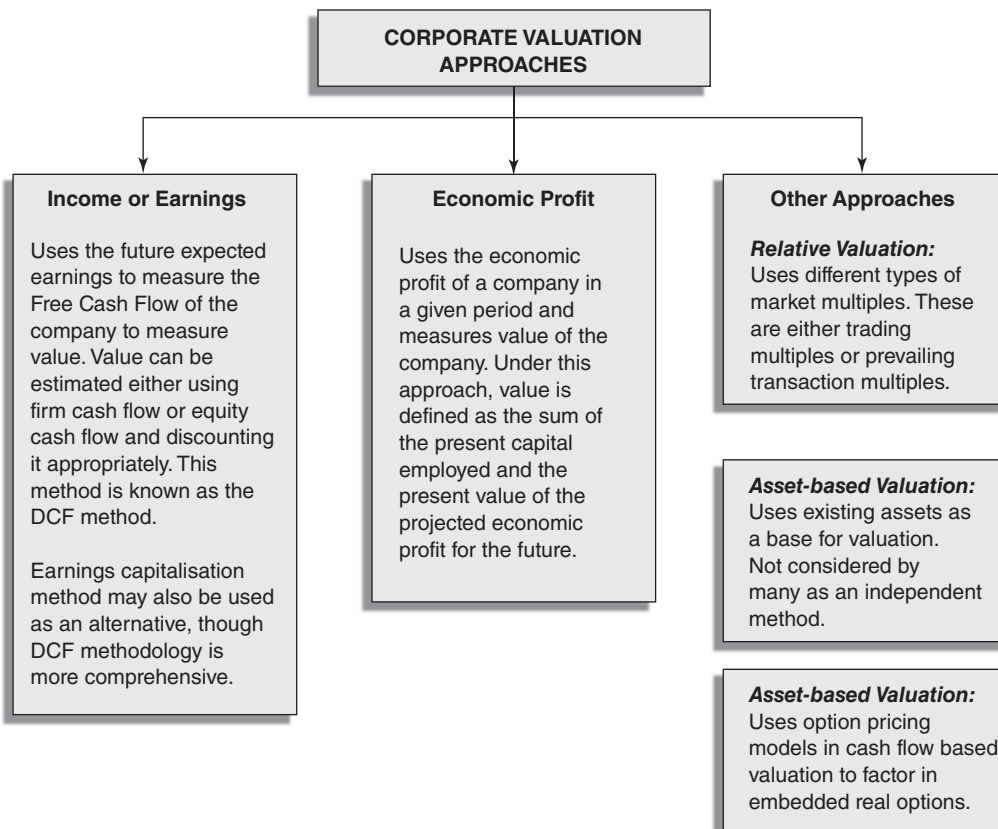 CORPORATE VALUATION
APPROACHES
Income or Earnings
Uses the future expected
earnings to measure the
Free Cash Flow of the
company to measure
value. Value can be
estimated either using
firm cash flow or equity
cash flow and discounting
it appropriately. This
method is known as the
DCF method.
Earnings capitalisation
method may also be used
as an alternative, though
DCF methodology is
more comprehensive.
Economic Profit
Uses the economic
profit of a company in
a given period and
measures value of the
company. Under this
approach, value is
defined as the sum of
the present capital
employed and the
present value of the
projected economic
profit for the future.
Other Approaches
Relative Valuation:
Uses different types of
market multiples. These
are either trading
multiples or prevailing
transaction multiples.
Asset-based Valuation:
Uses existing assets as
a base for valuation.
Not considered by
many as an independent
method.
Asset-based Valuation:
Uses option pricing
models in cash flow based
valuation to factor in
embedded real options.